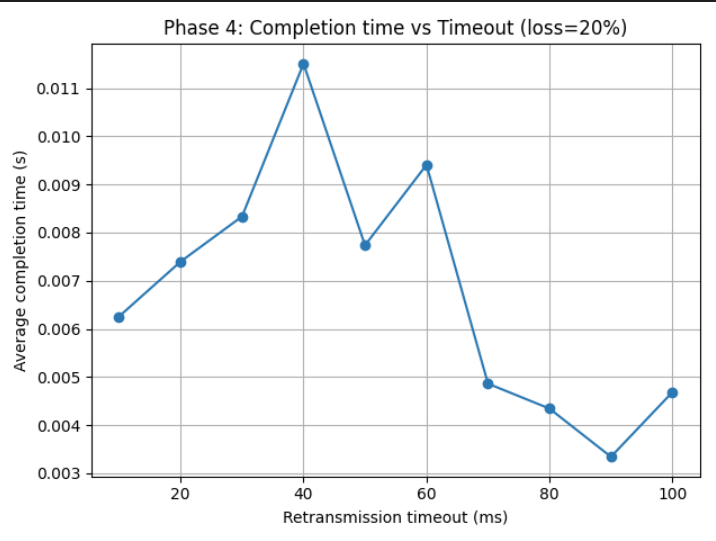 Phase 4: Completion time vs Timeout (loss=20%)
0.011
0.010
0.009
0.008
0.007
0.006
0.005
0.004
0.003
Average completion time (s)
20 40 60 80 100
Retransmission timeout (ms)